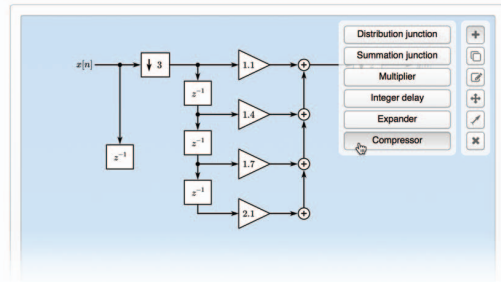 Distribution junction
x[n]
↓ 3
1.1
Summation junction
Multiplier
z⁻¹
1.4
Integer delay
Expander
z⁻¹
z⁻¹
1.7
Compressor
z⁻¹
2.1